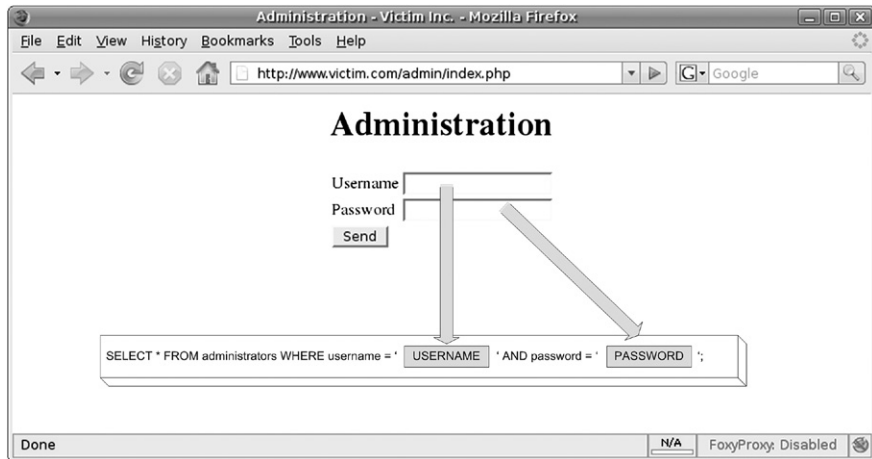 Administration - Victim Inc. - Mozilla Firefox
File Edit View History Bookmarks Tools Help
http://www.victim.com/admin/index.php G Google
Administration
Username
Password
Send
SELECT * FROM administrators WHERE username = ' USERNAME ' AND password = ' PASSWORD ';
Done N/A FoxyProxy: Disabled